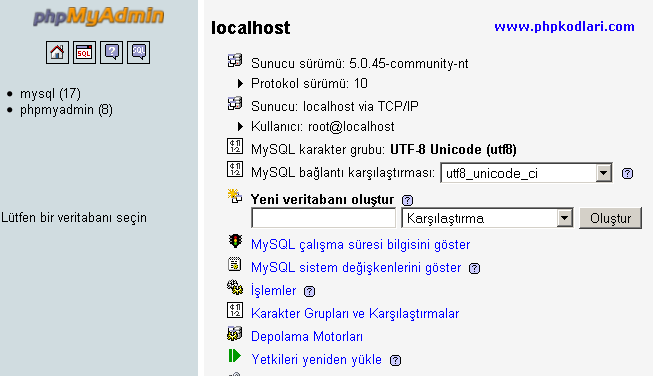 phpMyAdmin
SQL
SQL
mysql (17)
phpmyadmin (8)
Lütfen bir veritabanı seçin
localhost
www.phpkodlari.com
Sunucu sürümü: 5.0.45-community-nt
Protokol sürümü: 10
Sunucu: localhost via TCP/IP
Kullanıcı: root@localhost
MySQL karakter grubu: UTF-8 Unicode (utf8)
MySQL bağlantı karşılaştırması: utf8_unicode_ci
Yeni veritabanı oluştur
Karşılaştırma Oluştur
MySQL çalışma süresi bilgisini göster
MySQL sistem değişkenlerini göster
İşlemler
Karakter Grupları ve Karşılaştırmalar
Depolama Motorları
Yetkileri yeniden yükle